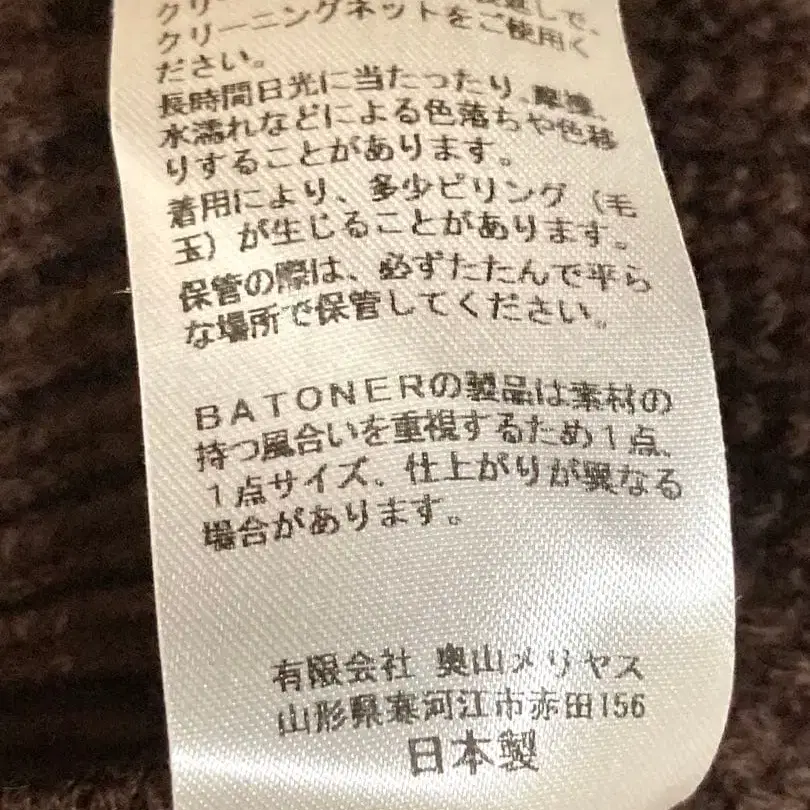 クリーニングネットをご使用く
ださい。
長時間日光に当たったり、摩擦、
水濡れなどによる色落ちや色移
りすることがあります。
着用により、多少ピリング(毛
玉)が生じることがあります。
保管の際は、必ずたたんで平ら
な場所で保管してください。
BATONERの製品は素材の
持つ風合いを重視するため1点、
1点サイズ、仕上がりが異なる
場合があります。
有限会社 奥山メリヤス
山形県寒河江市赤田156
日本製